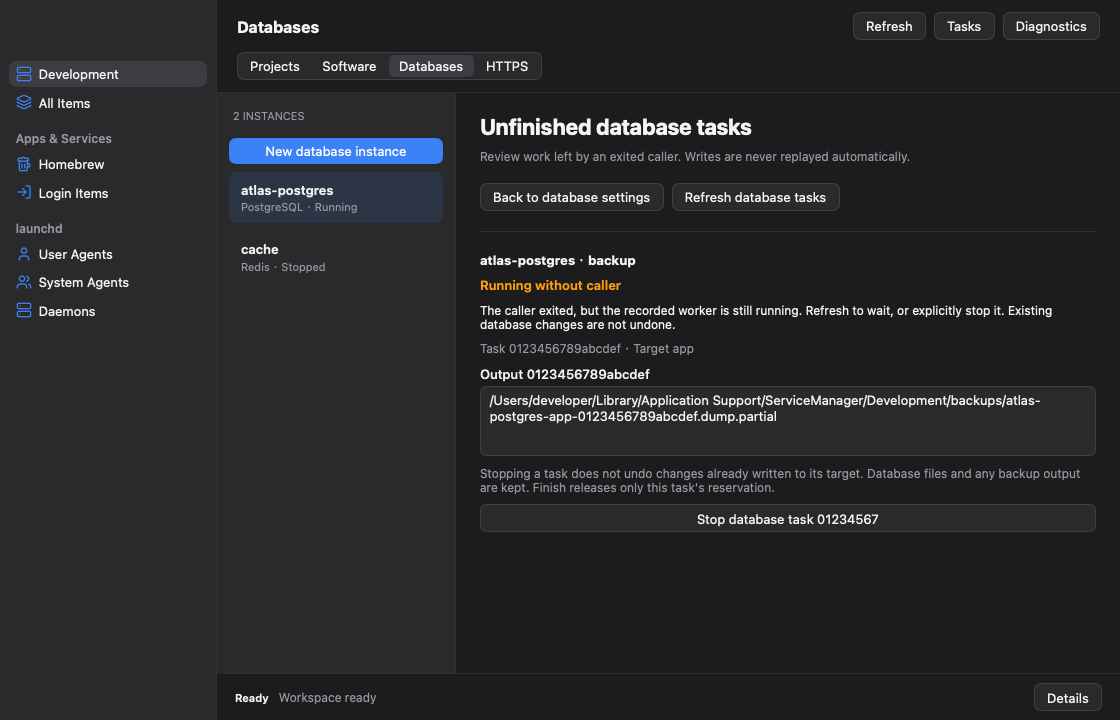 Databases
Refresh
Tasks
Diagnostics
Projects
Software
Databases
HTTPS
Development
All Items
Apps & Services
Homebrew
Login Items
launchd
User Agents
System Agents
Daemons
2 INSTANCES
New database instance
atlas-postgres
PostgreSQL · Running
cache
Redis · Stopped
Unfinished database tasks
Review work left by an exited caller. Writes are never replayed automatically.
Back to database settings
Refresh database tasks
atlas-postgres · backup
Running without caller
The caller exited, but the recorded worker is still running. Refresh to wait, or explicitly stop it. Existing
database changes are not undone.
Task 0123456789abcdef · Target app
Output 0123456789abcdef
/Users/developer/Library/Application Support/ServiceManager/Development/backups/atlas-
postgres-app-0123456789abcdef.dump.partial
Stopping a task does not undo changes already written to its target. Database files and any backup output
are kept. Finish releases only this task's reservation.
Stop database task 01234567
Ready
Workspace ready
Details